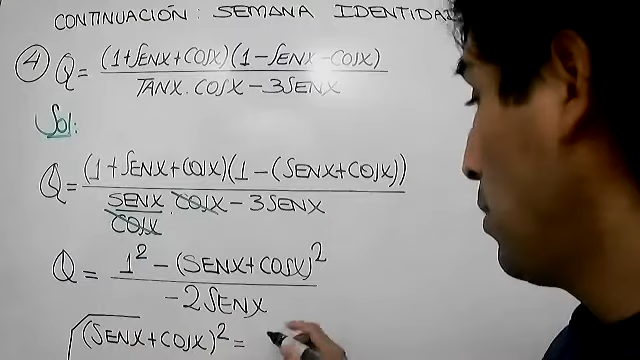 CONTINUACIÓN: SEMANA IDENTIDAD
4 Q = (1+SENX+COSX)(1-SENX-COSX)
TANX.COSX-3SENX
Sol:
Q = (1+SENX+COSX)(1-(SENX+COSX))
SENX/COSX . COSX - 3SENX
Q = 1² - (SENX+COSX)²
-2SENX
(SENX+COSX)² =